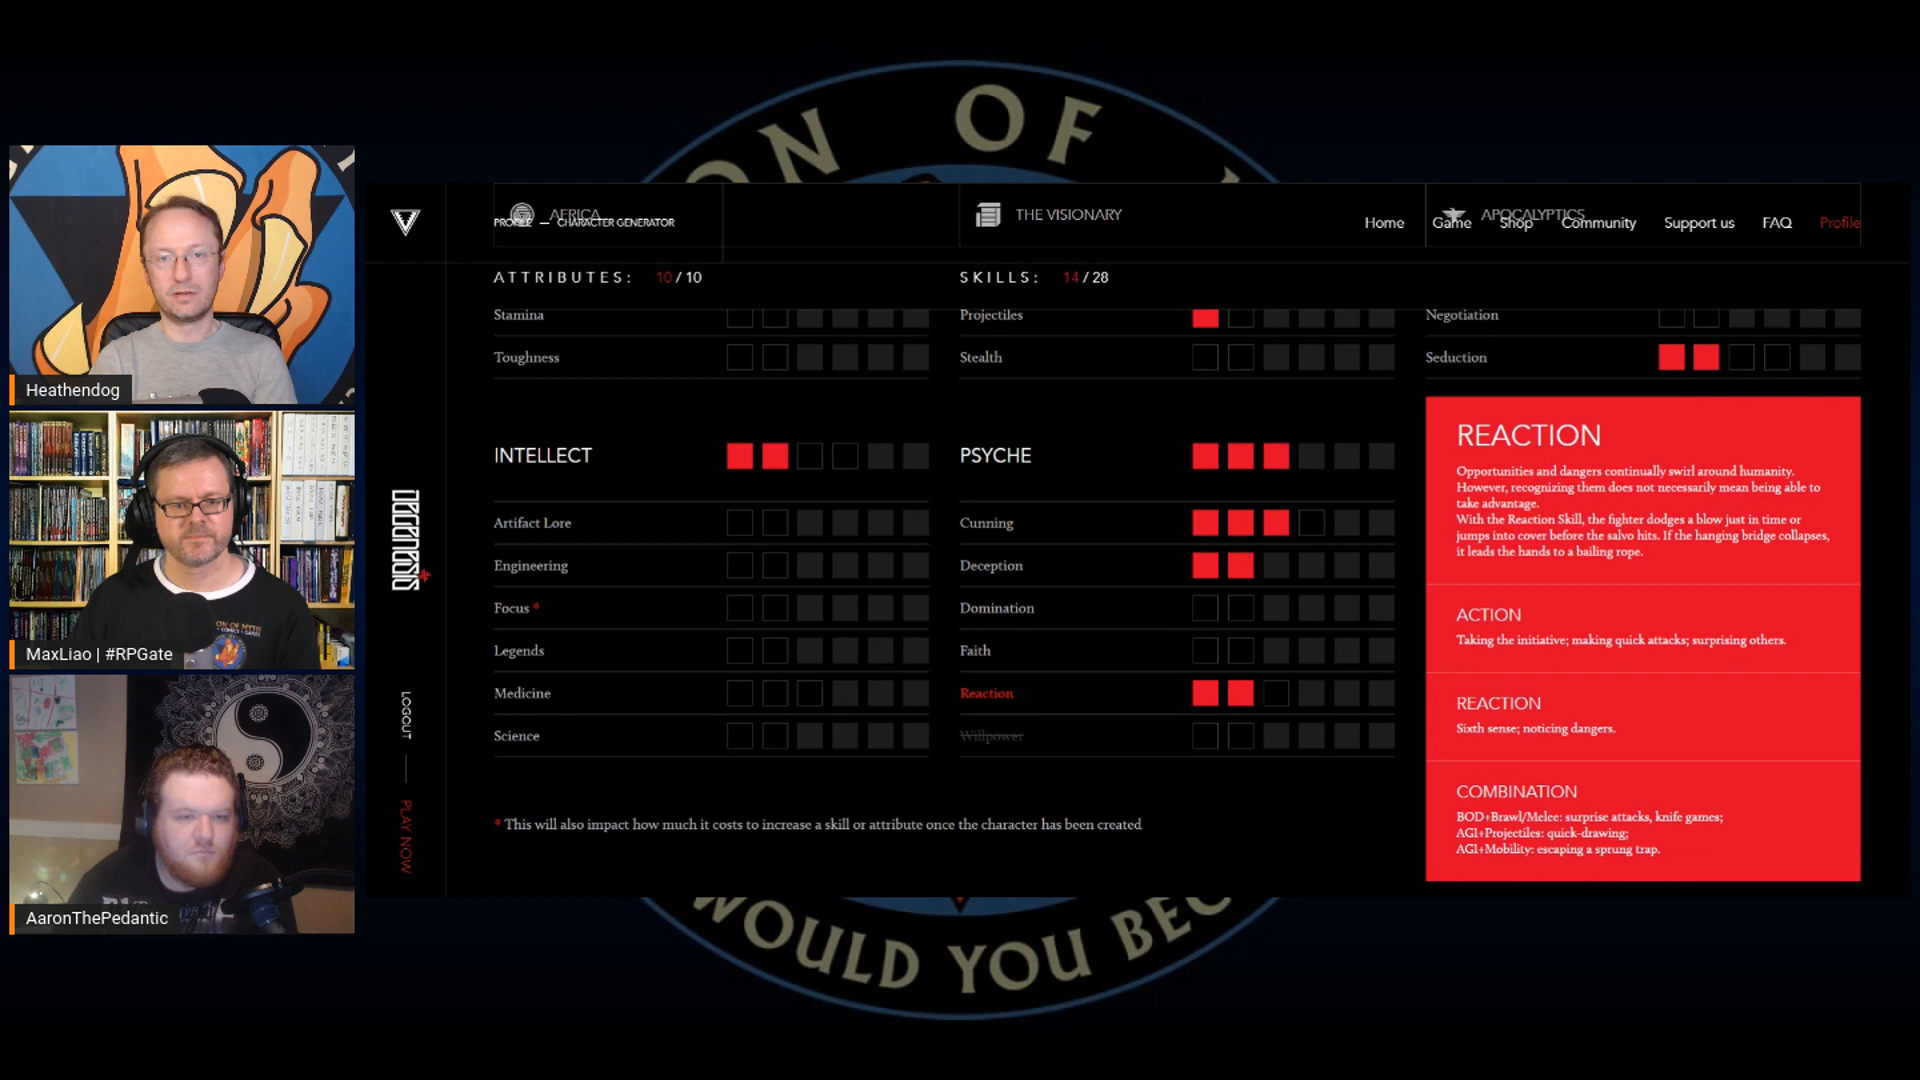 ON OF
AFRICA
PROFILE — CHARACTER GENERATOR
THE VISIONARY
APOCALYPTICS
Home
Game
Shop
Community
Support us
FAQ
Profile
ATTRIBUTES: 10 / 10
SKILLS: 14 / 28
Stamina
Projectiles
Negotiation
Toughness
Stealth
Seduction
INTELLECT
PSYCHE
Artifact Lore
Cunning
Engineering
Deception
Focus *
Domination
Legends
Faith
Medicine
Reaction
Science
Willpower
* This will also impact how much it costs to increase a skill or attribute once the character has been created
REACTION
Opportunities and dangers continually swirl around humanity.
However, recognizing them does not necessarily mean being able to
take advantage.
With the Reaction Skill, the fighter dodges a blow just in time or
jumps into cover before the salvo hits. If the hanging bridge collapses,
it leads the hands to a bailing rope.
ACTION
Taking the initiative; making quick attacks; surprising others.
REACTION
Sixth sense; noticing dangers.
COMBINATION
BOD+Brawl/Melee: surprise attacks, knife games;
AGI+Projectiles: quick-drawing;
AGI+Mobility: escaping a sprung trap.
DEGENESIS
LOGOUT
PLAY NOW
Heathendog
MaxLiao | #RPGate
AaronThePedantic
WOULD YOU BEC